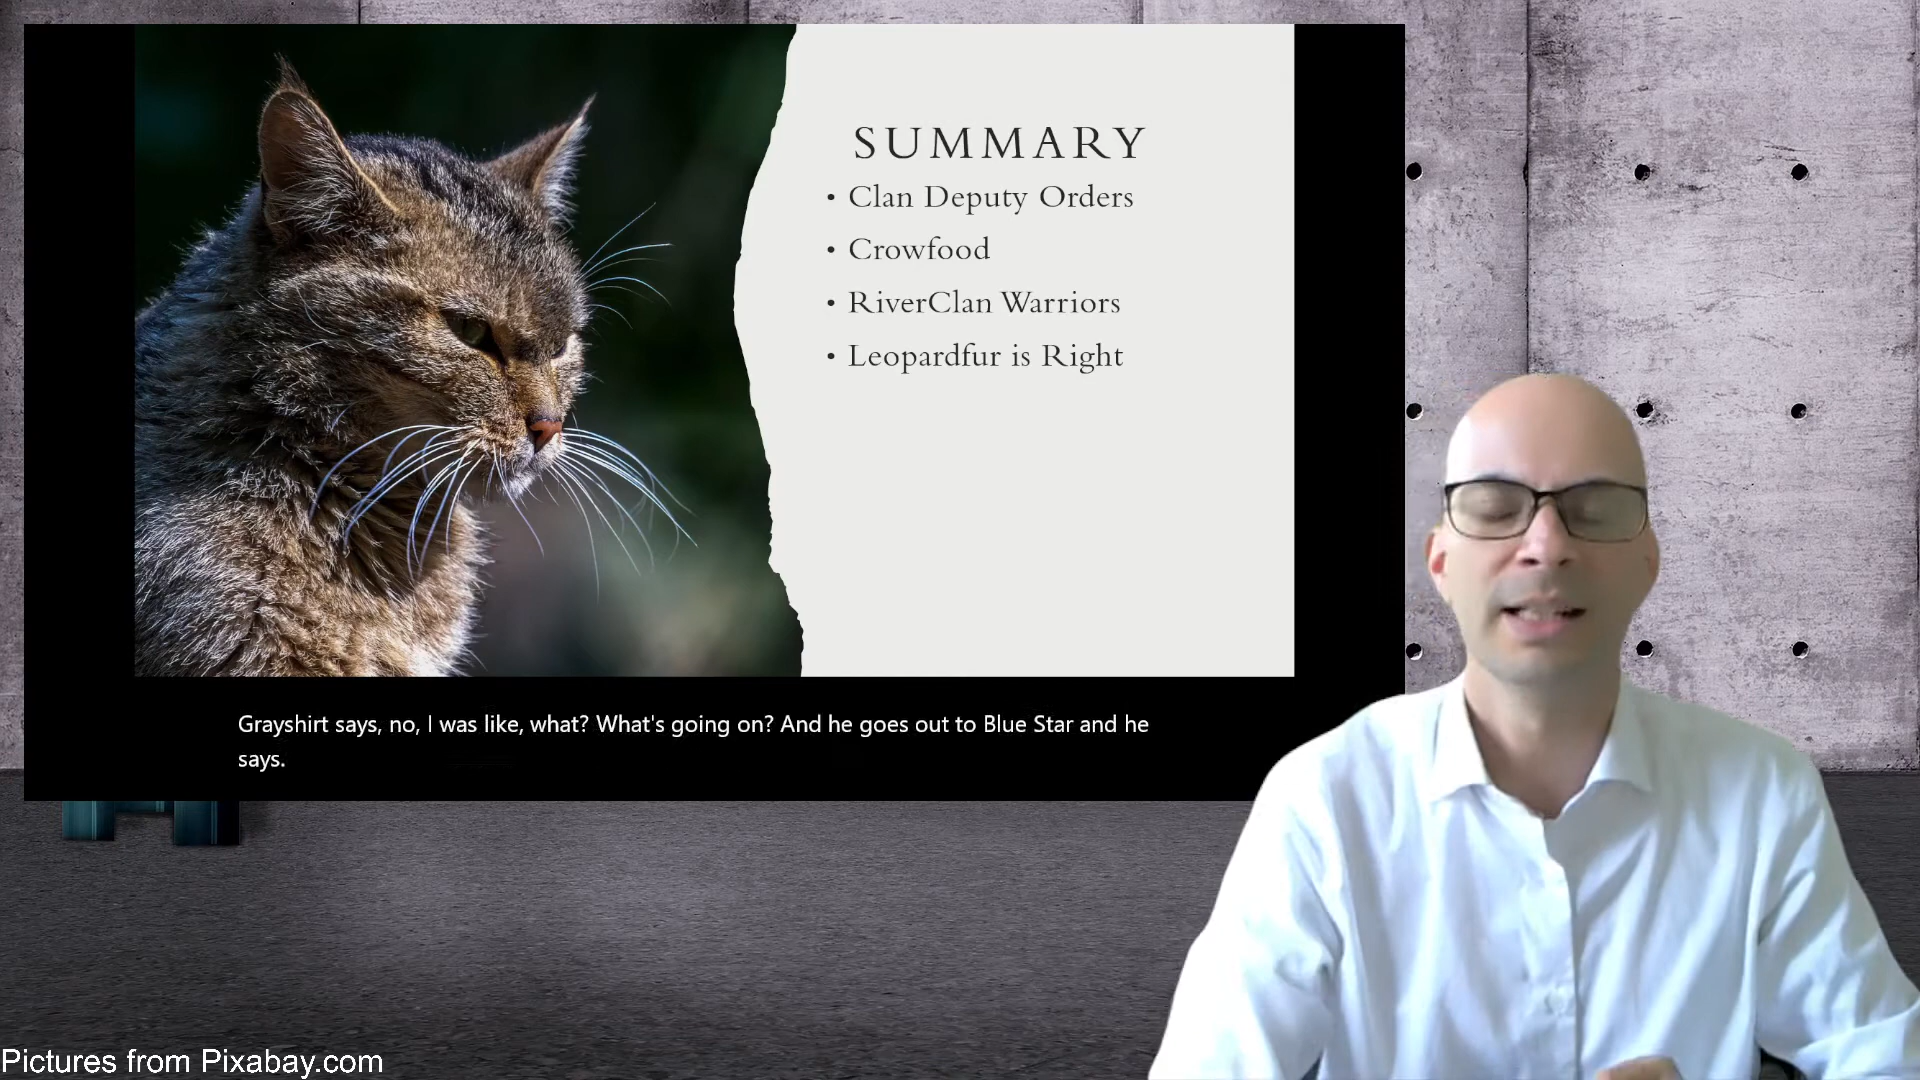 SUMMARY
• Clan Deputy Orders
• Crowfood
• RiverClan Warriors
• Leopardfur is Right
Grayshirt says, no, I was like, what? What's going on? And he goes out to Blue Star and he
says.
Pictures from Pixabay.com